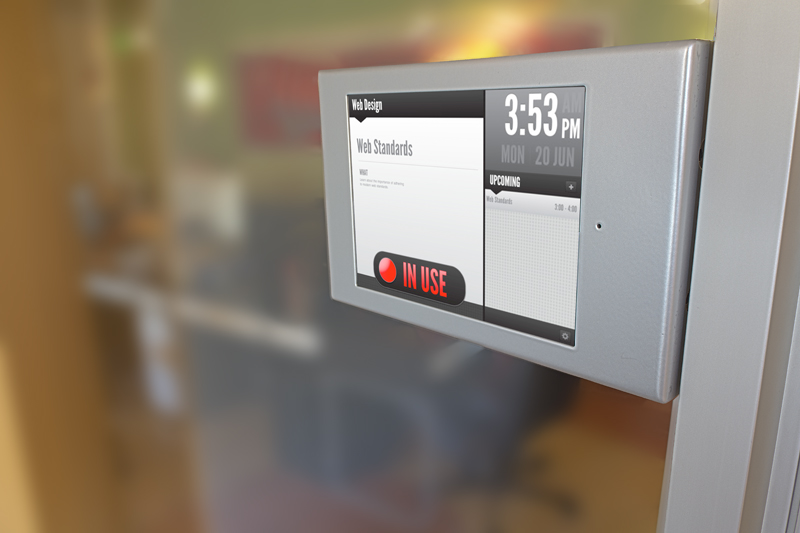 Web Design
3:53 AM
PM
MON 20 JUN
Web Standards
WHAT
UPCOMING
Web Standards 3:00 - 4:00
IN USE